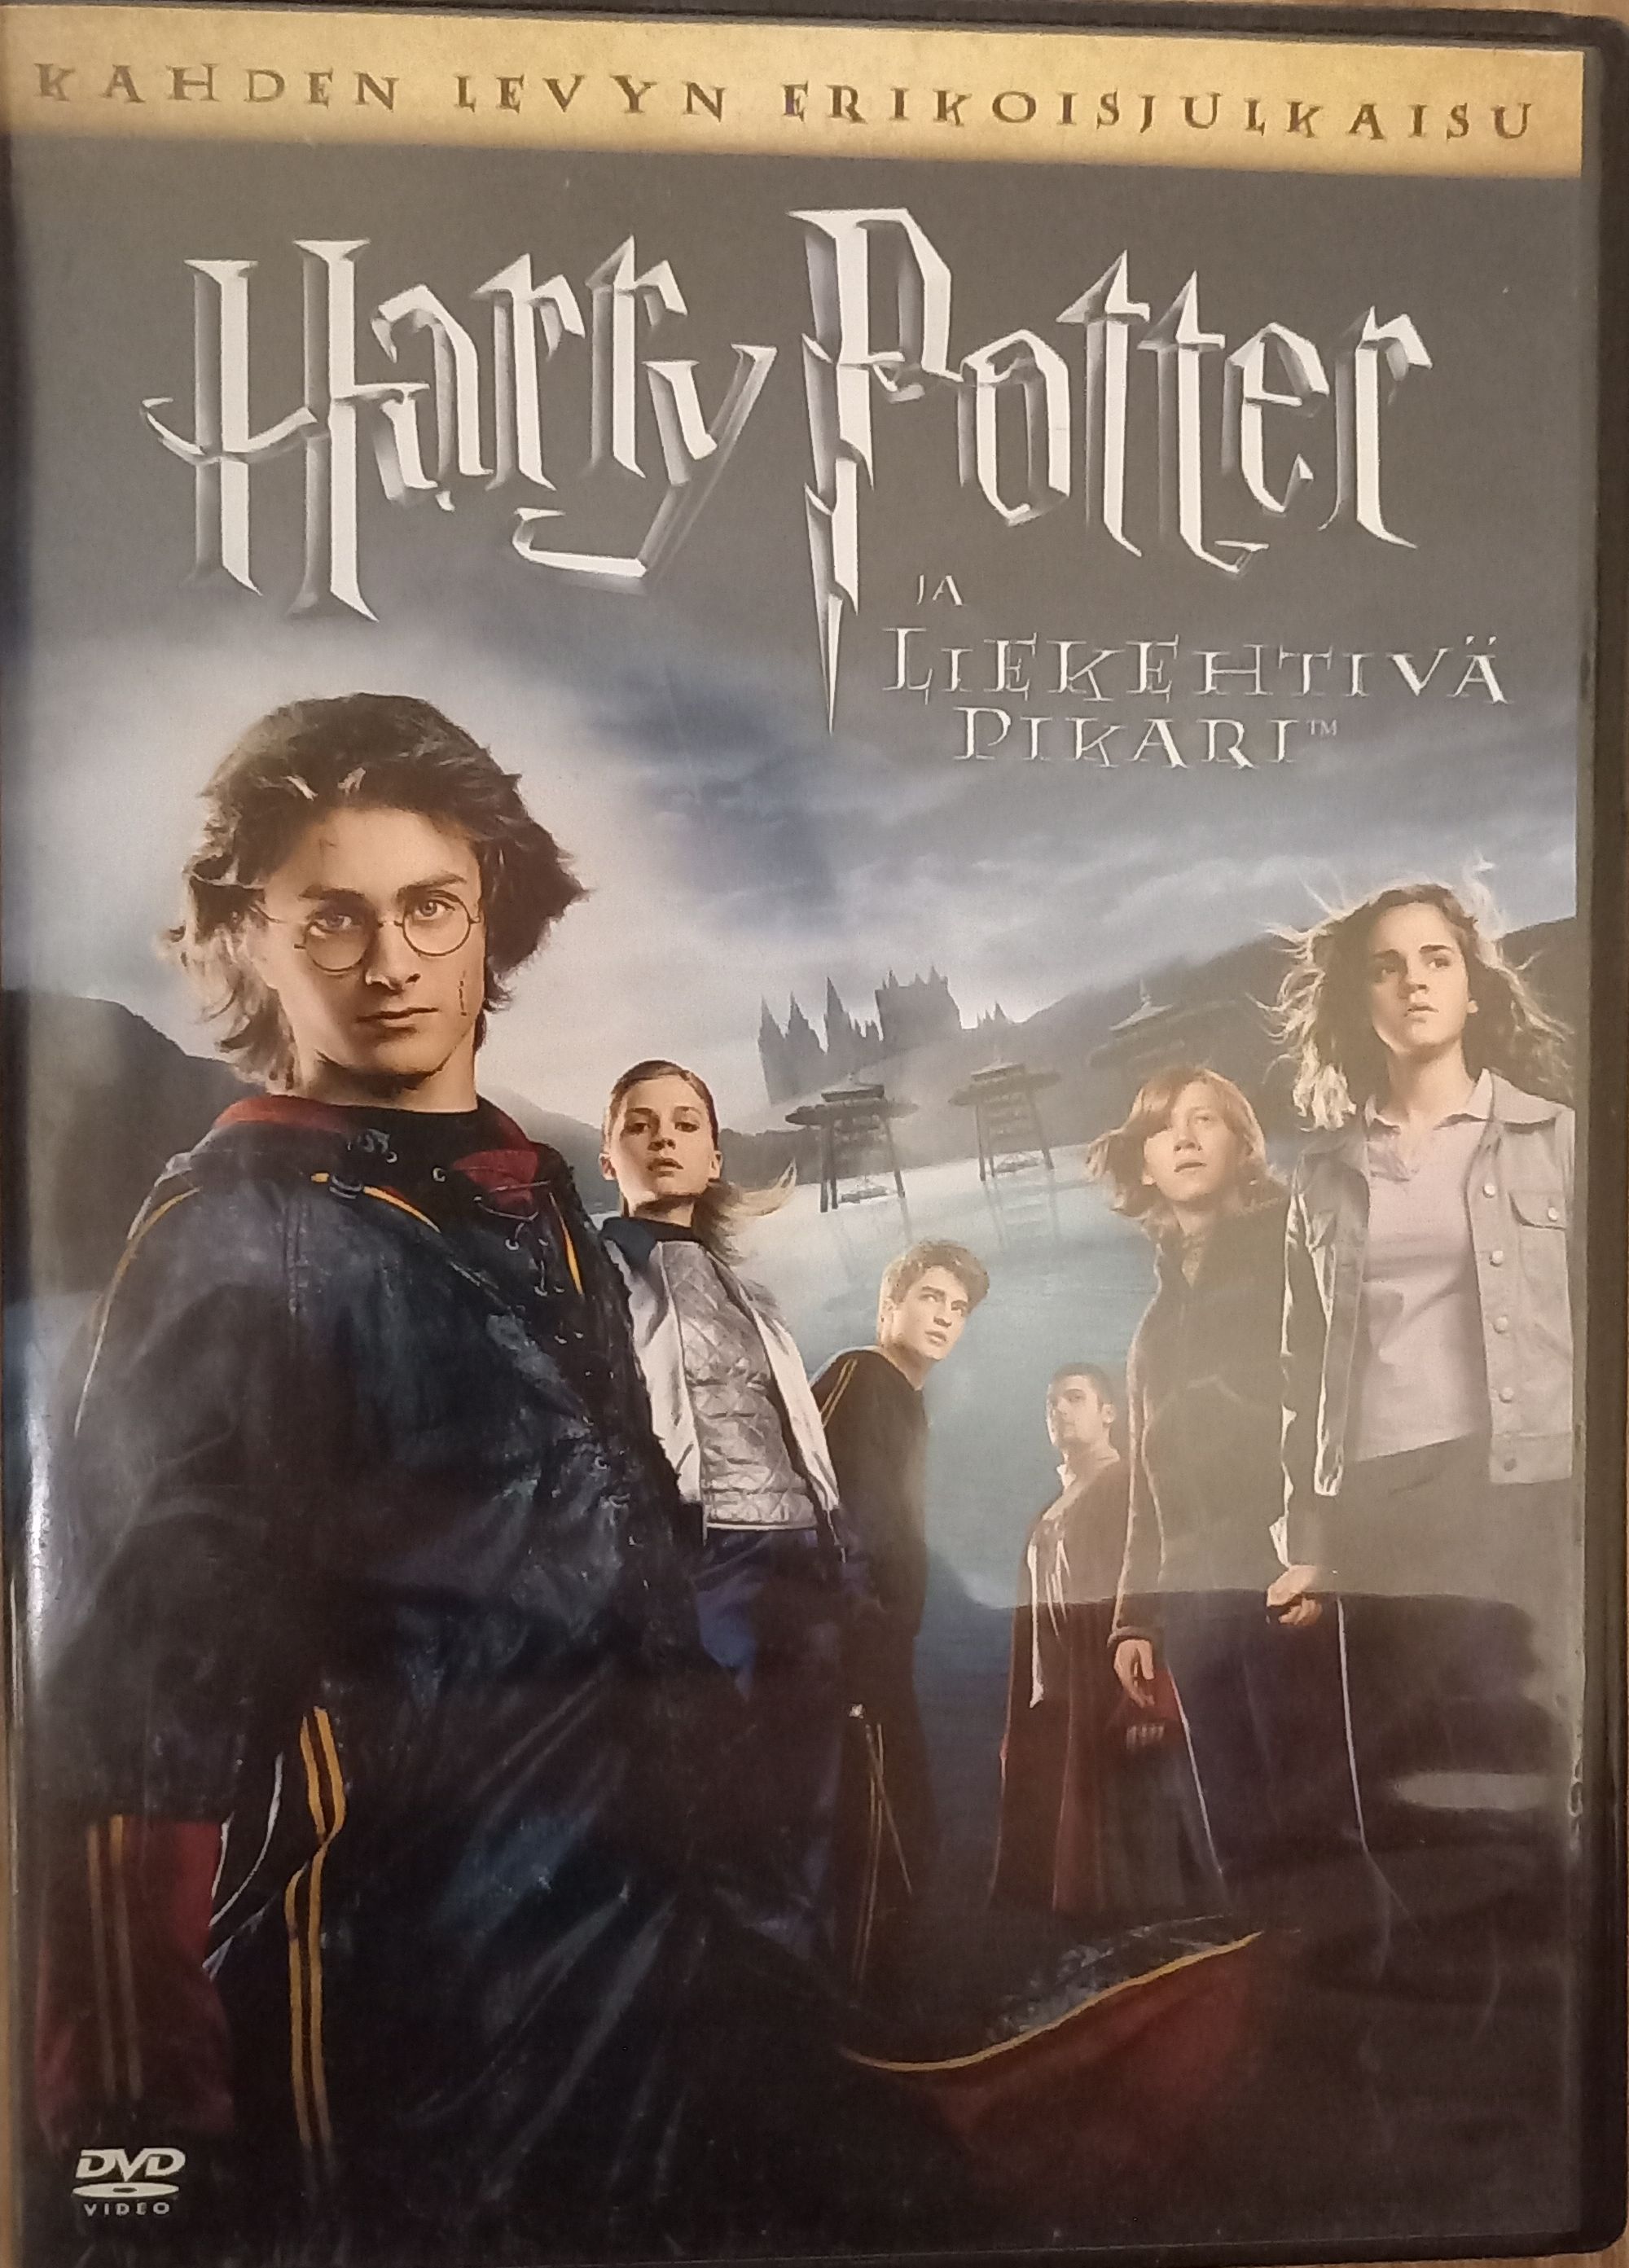 KAHDEN LEVYN ERIKOISJULKAISU
Harry Potter
JA
LIEKEHTIVÄ
PIKARI™
DVD
VIDEO